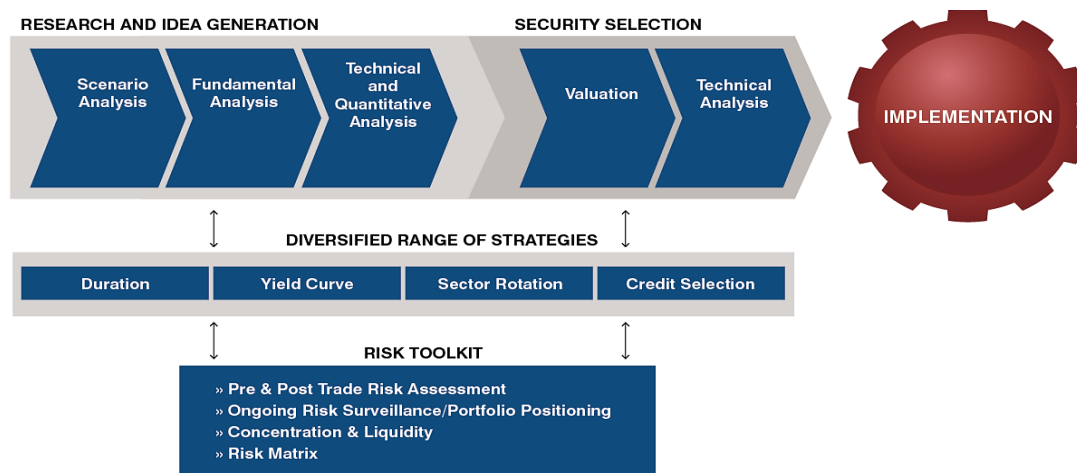 RESEARCH AND IDEA GENERATION
SECURITY SELECTION
Scenario
Analysis
Fundamental
Analysis
Technical
and
Quantitative
Analysis
Valuation
Technical
Analysis
IMPLEMENTATION
DIVERSIFIED RANGE OF STRATEGIES
Duration
Yield Curve
Sector Rotation
Credit Selection
RISK TOOLKIT
» Pre & Post Trade Risk Assessment
» Ongoing Risk Surveillance/Portfolio Positioning
» Concentration & Liquidity
» Risk Matrix